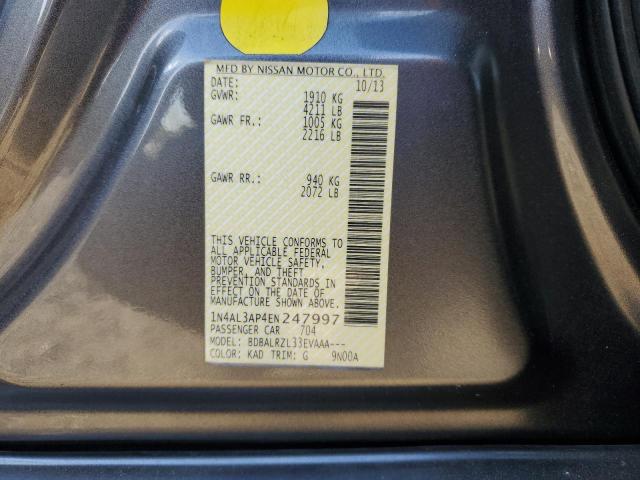 MFD BY NISSAN MOTOR CO., LTD.
DATE: 10/13
GVWR: 1910 KG
4211 LB
GAWR FR.: 1005 KG
2216 LB
GAWR RR.: 940 KG
2072 LB
THIS VEHICLE CONFORMS TO
ALL APPLICABLE FEDERAL
MOTOR VEHICLE SAFETY,
BUMPER, AND THEFT
PREVENTION STANDARDS IN
EFFECT ON THE DATE OF
MANUFACTURE SHOWN ABOVE.
1N4AL3AP4EN247997
PASSENGER CAR 704
MODEL: BDBALRZL33EVAAA---
COLOR: KAD TRIM: G 9N00A